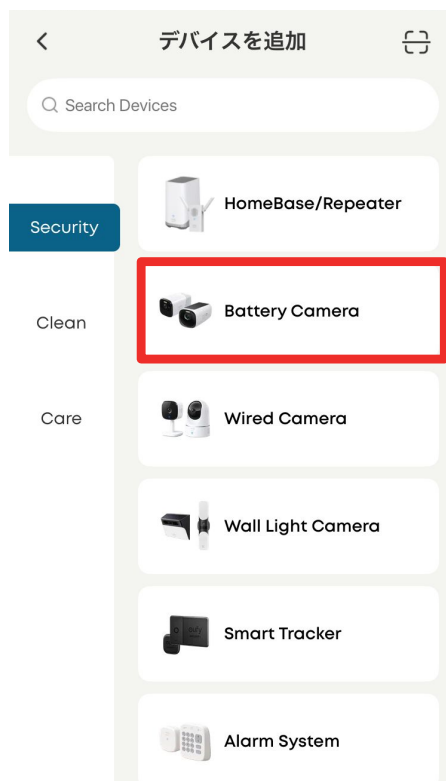 デバイスを追加
Search Devices
Security
Clean
Care
HomeBase/Repeater
Battery Camera
Wired Camera
Wall Light Camera
eufy
Smart Tracker
Alarm System